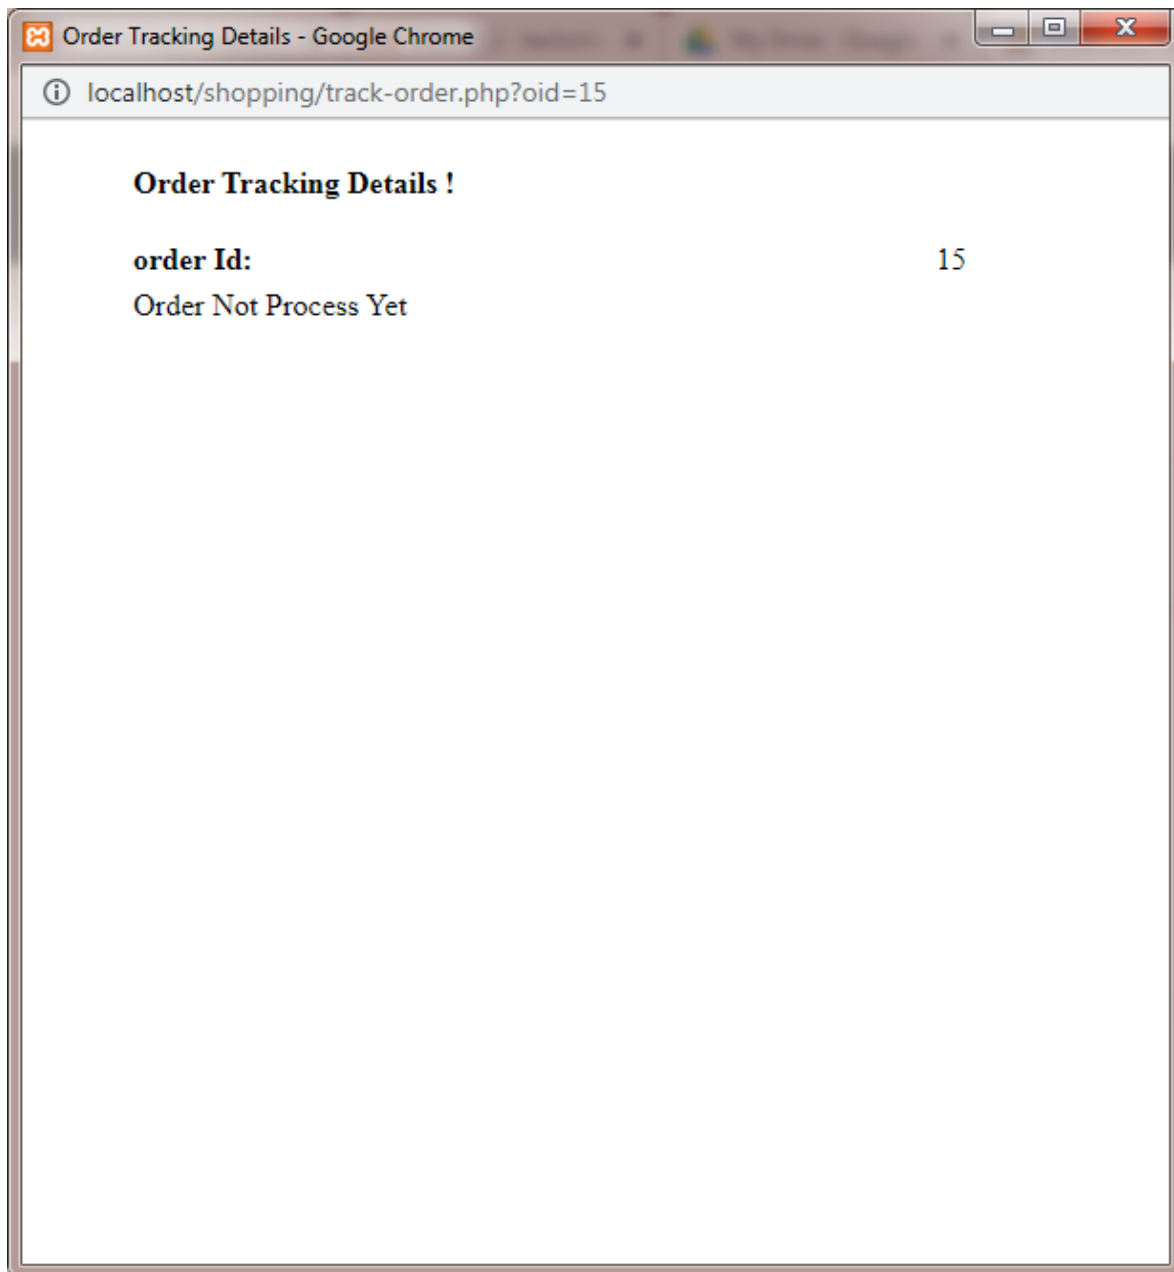 Order Tracking Details - Google Chrome
localhost/shopping/track-order.php?oid=15
Order Tracking Details !
order Id: 15
Order Not Process Yet